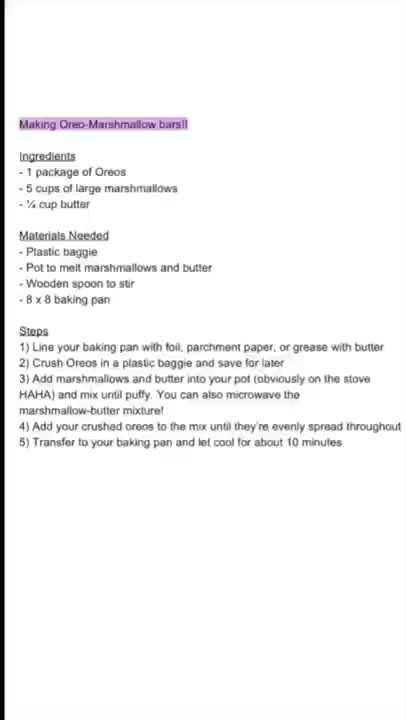 Making Oreo-Marshmallow bars!!
Ingredients
- 1 package of Oreos
- 5 cups of large marshmallows
- ¼ cup butter
Materials Needed
- Plastic baggie
- Pot to melt marshmallows and butter
- Wooden spoon to stir
- 8 x 8 baking pan
Steps
1) Line your baking pan with foil, parchment paper, or grease with butter
2) Crush Oreos in a plastic baggie and save for later
3) Add marshmallows and butter into your pot (obviously on the stove
HAHA) and mix until puffy. You can also microwave the
marshmallow-butter mixture!
4) Add your crushed oreos to the mix until they're evenly spread throughout
5) Transfer to your baking pan and let cool for about 10 minutes